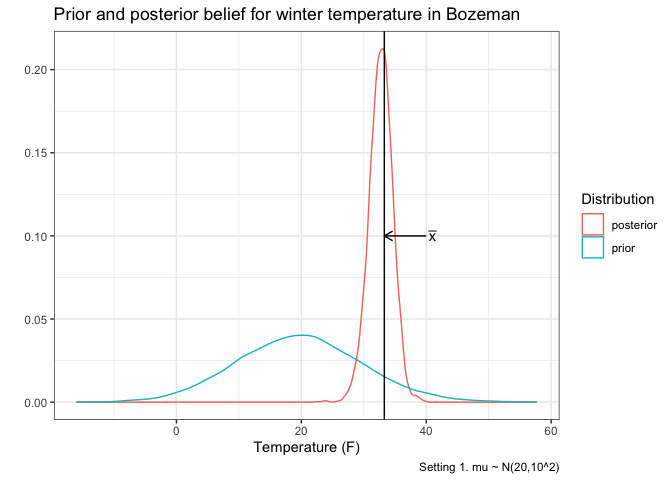 Prior and posterior belief for winter temperature in Bozeman
0.20
0.15
0.10
0.05
0.00
x̅
0
20
40
60
Temperature (F)
Distribution
posterior
prior
Setting 1. mu ~ N(20,10^2)